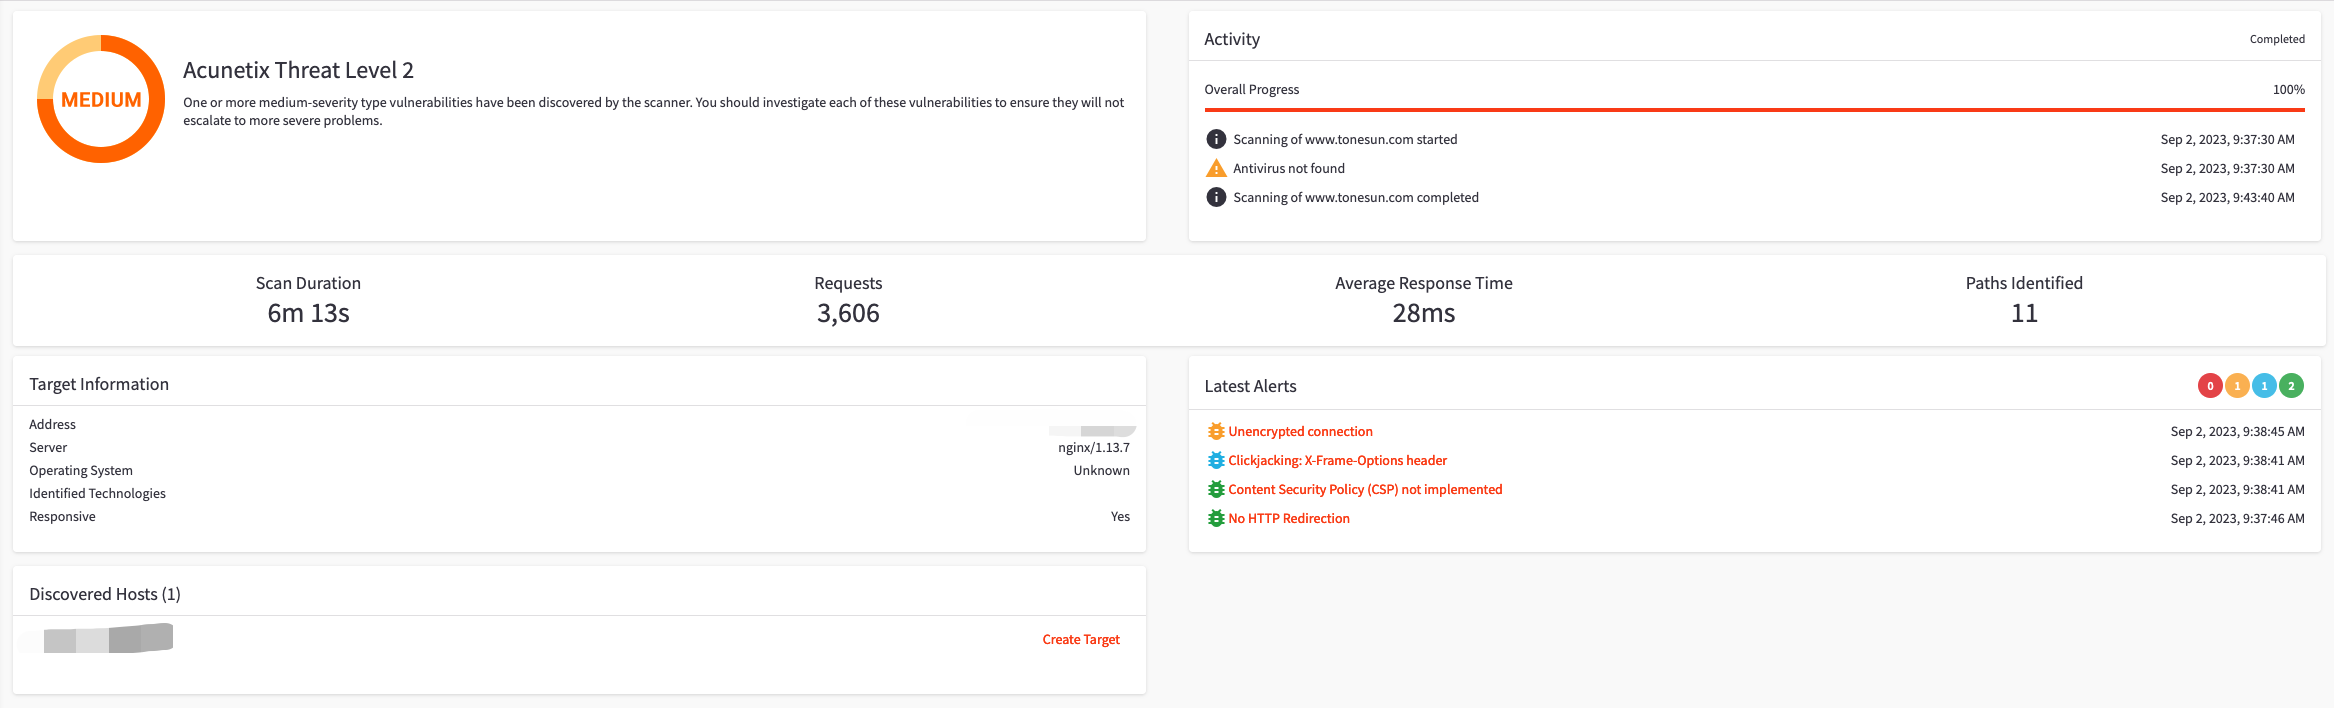 MEDIUM
Acunetix Threat Level 2
One or more medium-severity type vulnerabilities have been discovered by the scanner. You should investigate each of these vulnerabilities to ensure they will not
escalate to more severe problems.
Activity
Completed
Overall Progress
100%
Scanning of www.tonesun.com started
Sep 2, 2023, 9:37:30 AM
Antivirus not found
Sep 2, 2023, 9:37:30 AM
Scanning of www.tonesun.com completed
Sep 2, 2023, 9:43:40 AM
Scan Duration
6m 13s
Requests
3,606
Average Response Time
28ms
Paths Identified
11
Target Information
Address
Server
nginx/1.13.7
Operating System
Unknown
Identified Technologies
Responsive
Yes
Latest Alerts
0 1 1 2
Unencrypted connection
Sep 2, 2023, 9:38:45 AM
Clickjacking: X-Frame-Options header
Sep 2, 2023, 9:38:41 AM
Content Security Policy (CSP) not implemented
Sep 2, 2023, 9:38:41 AM
No HTTP Redirection
Sep 2, 2023, 9:37:46 AM
Discovered Hosts (1)
Create Target